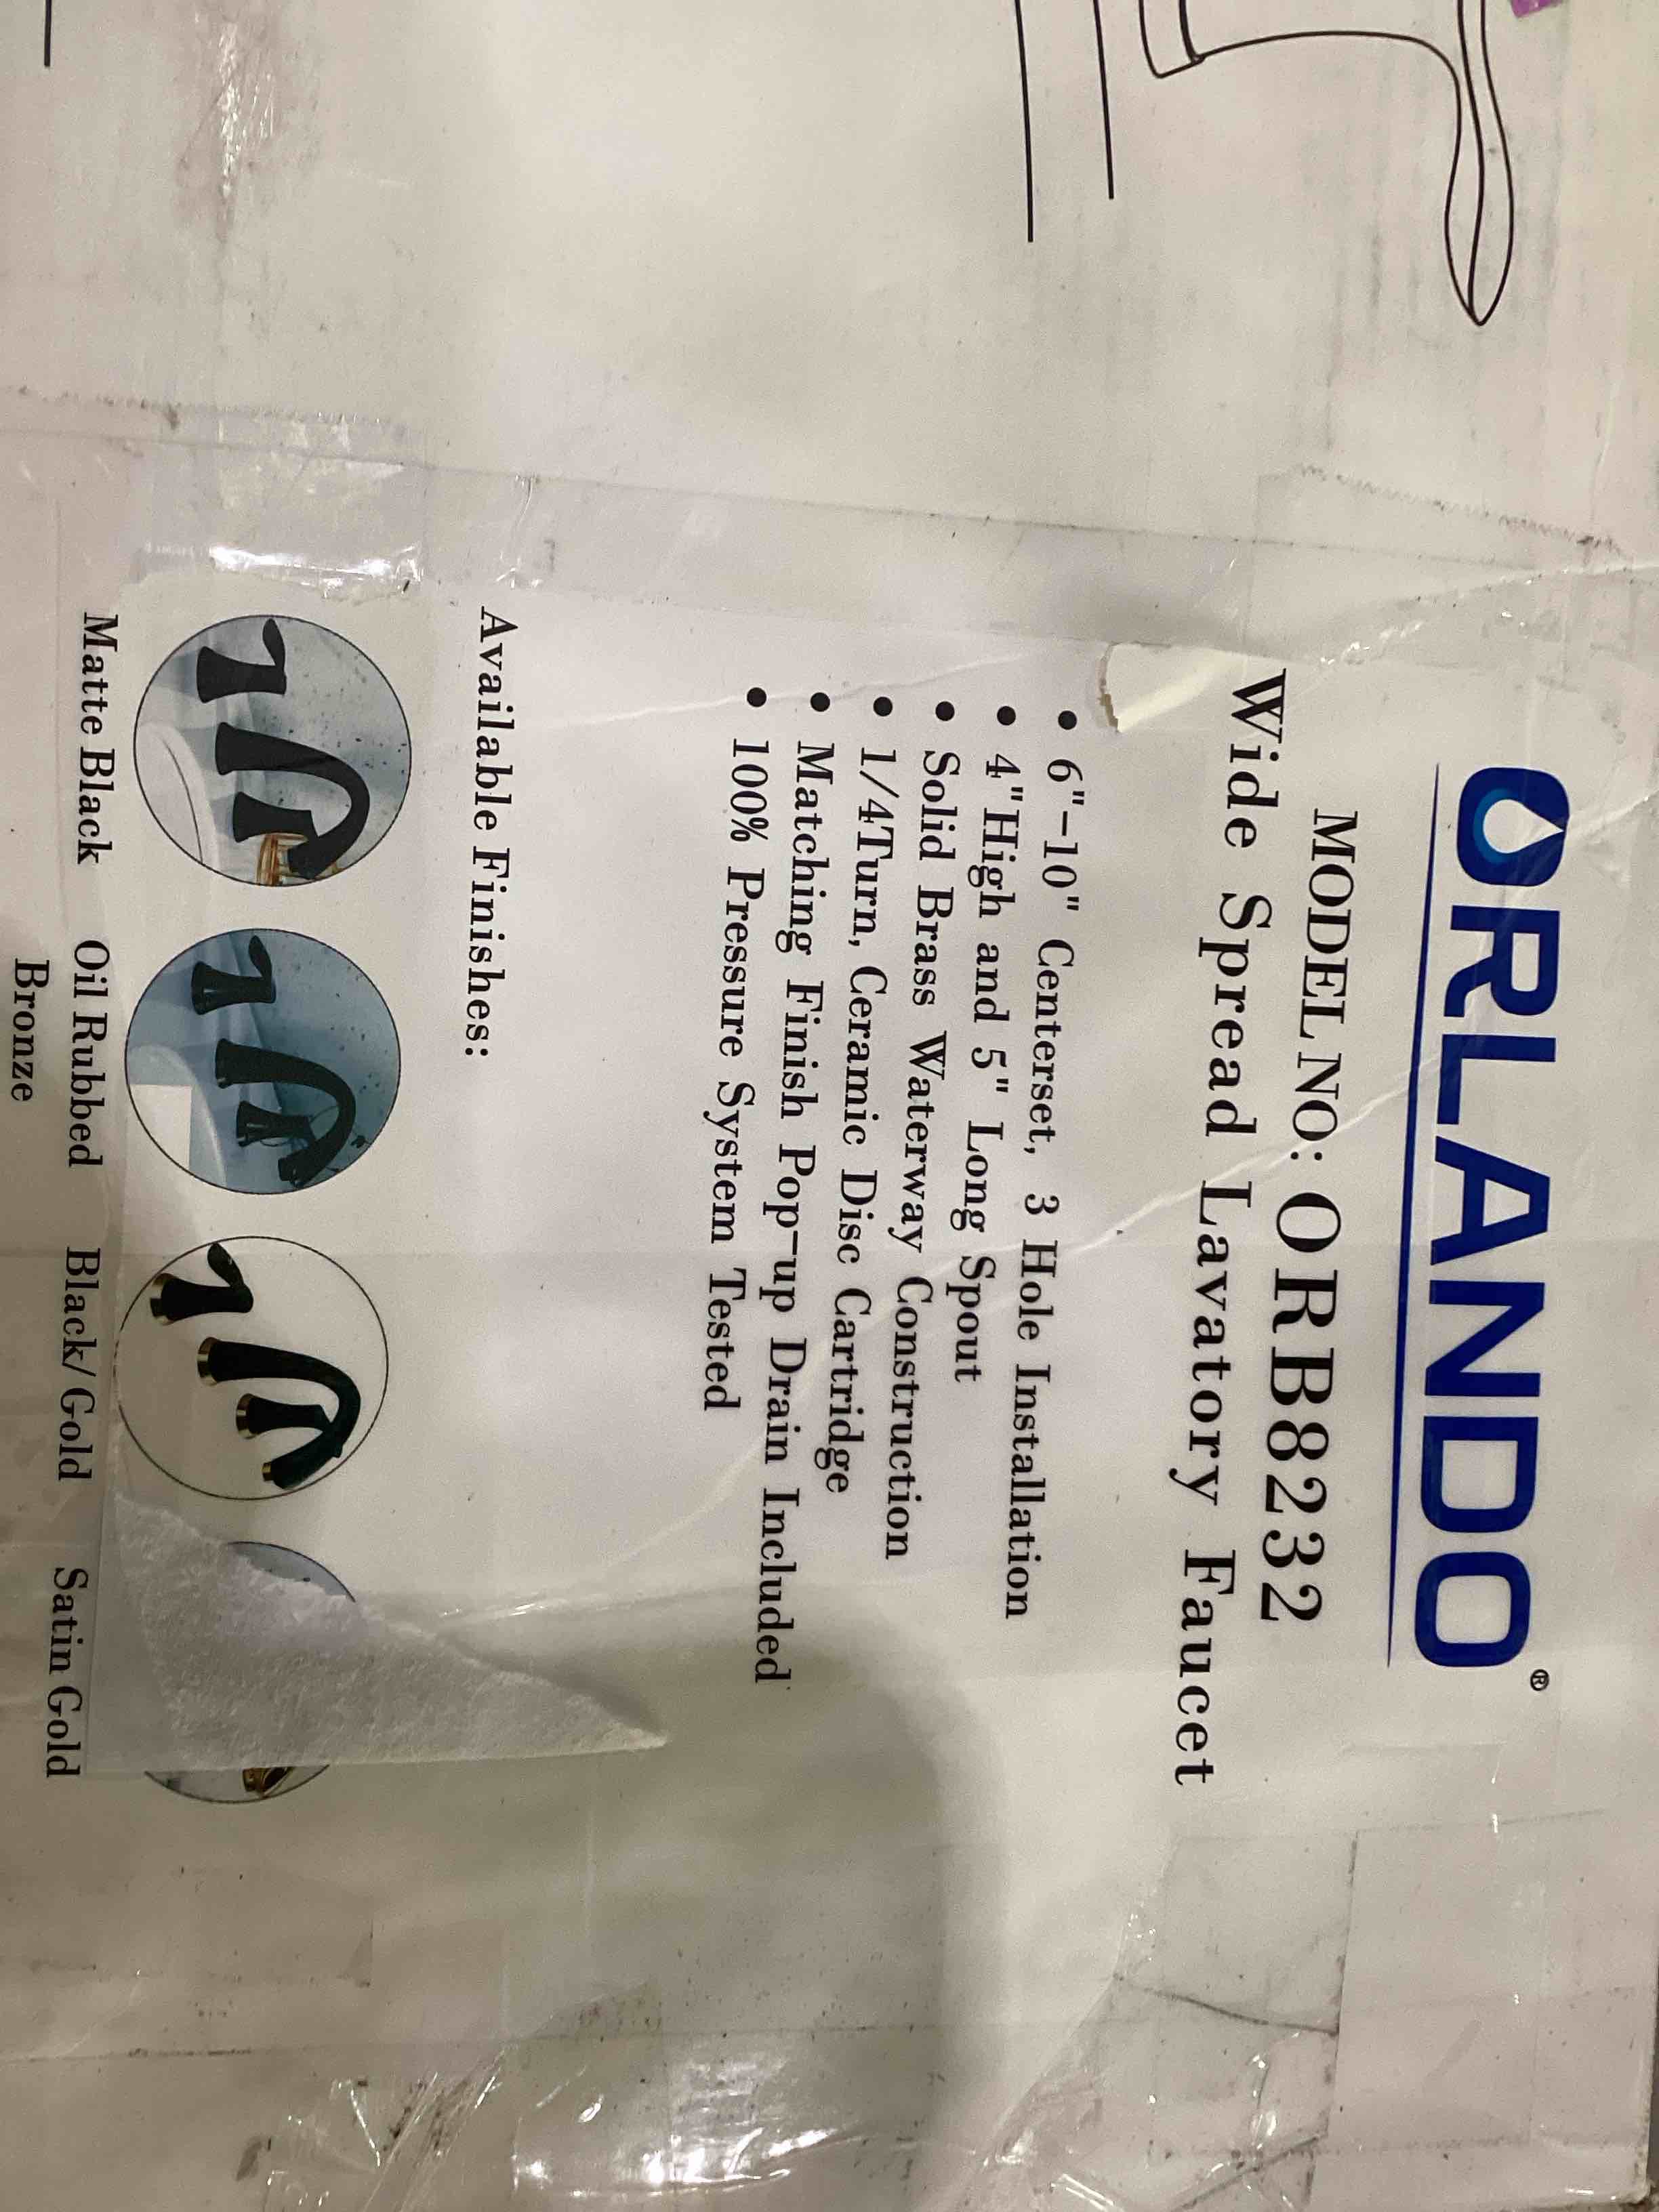 ORLANDO®
MODEL NO: ORB8232
Wide Spread Lavatory Faucet
• 6"-10" Centerset, 3 Hole Installation
• 4"High and 5" Long Spout
• Solid Brass Waterway Construction
• 1/4Turn, Ceramic Disc Cartridge
• Matching Finish Pop-up Drain Included
• 100% Pressure System Tested
Available Finishes:
Matte Black Oil Rubbed Black/Gold Satin Gold
Bronze